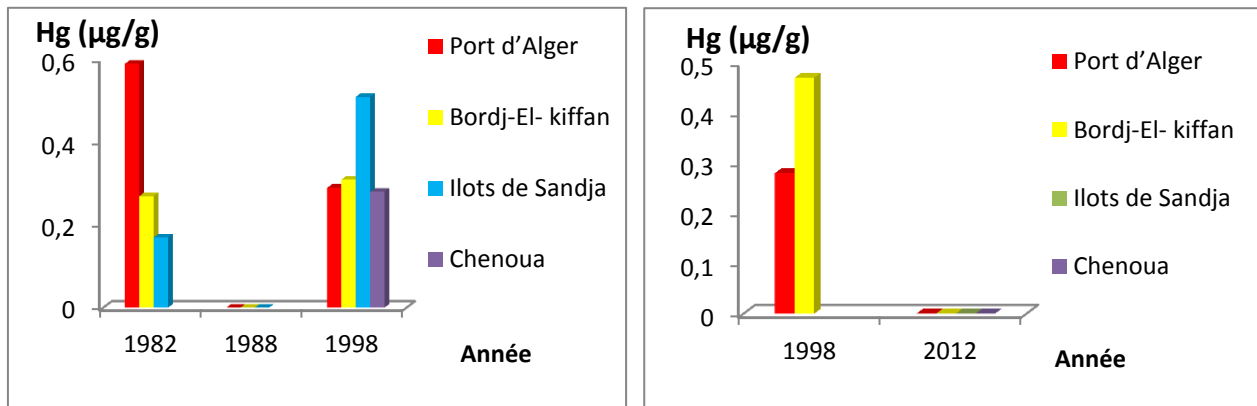 Hg (µg/g)
0,6
0,4
0,2
0
1982
1988
1998
Année
Port d’Alger
Bordj-El- kiffan
Ilots de Sandja
Chenoua
Hg (µg/g)
0,5
0,4
0,3
0,2
0,1
0
1998
2012
Année
Port d’Alger
Bordj-El- kiffan
Ilots de Sandja
Chenoua